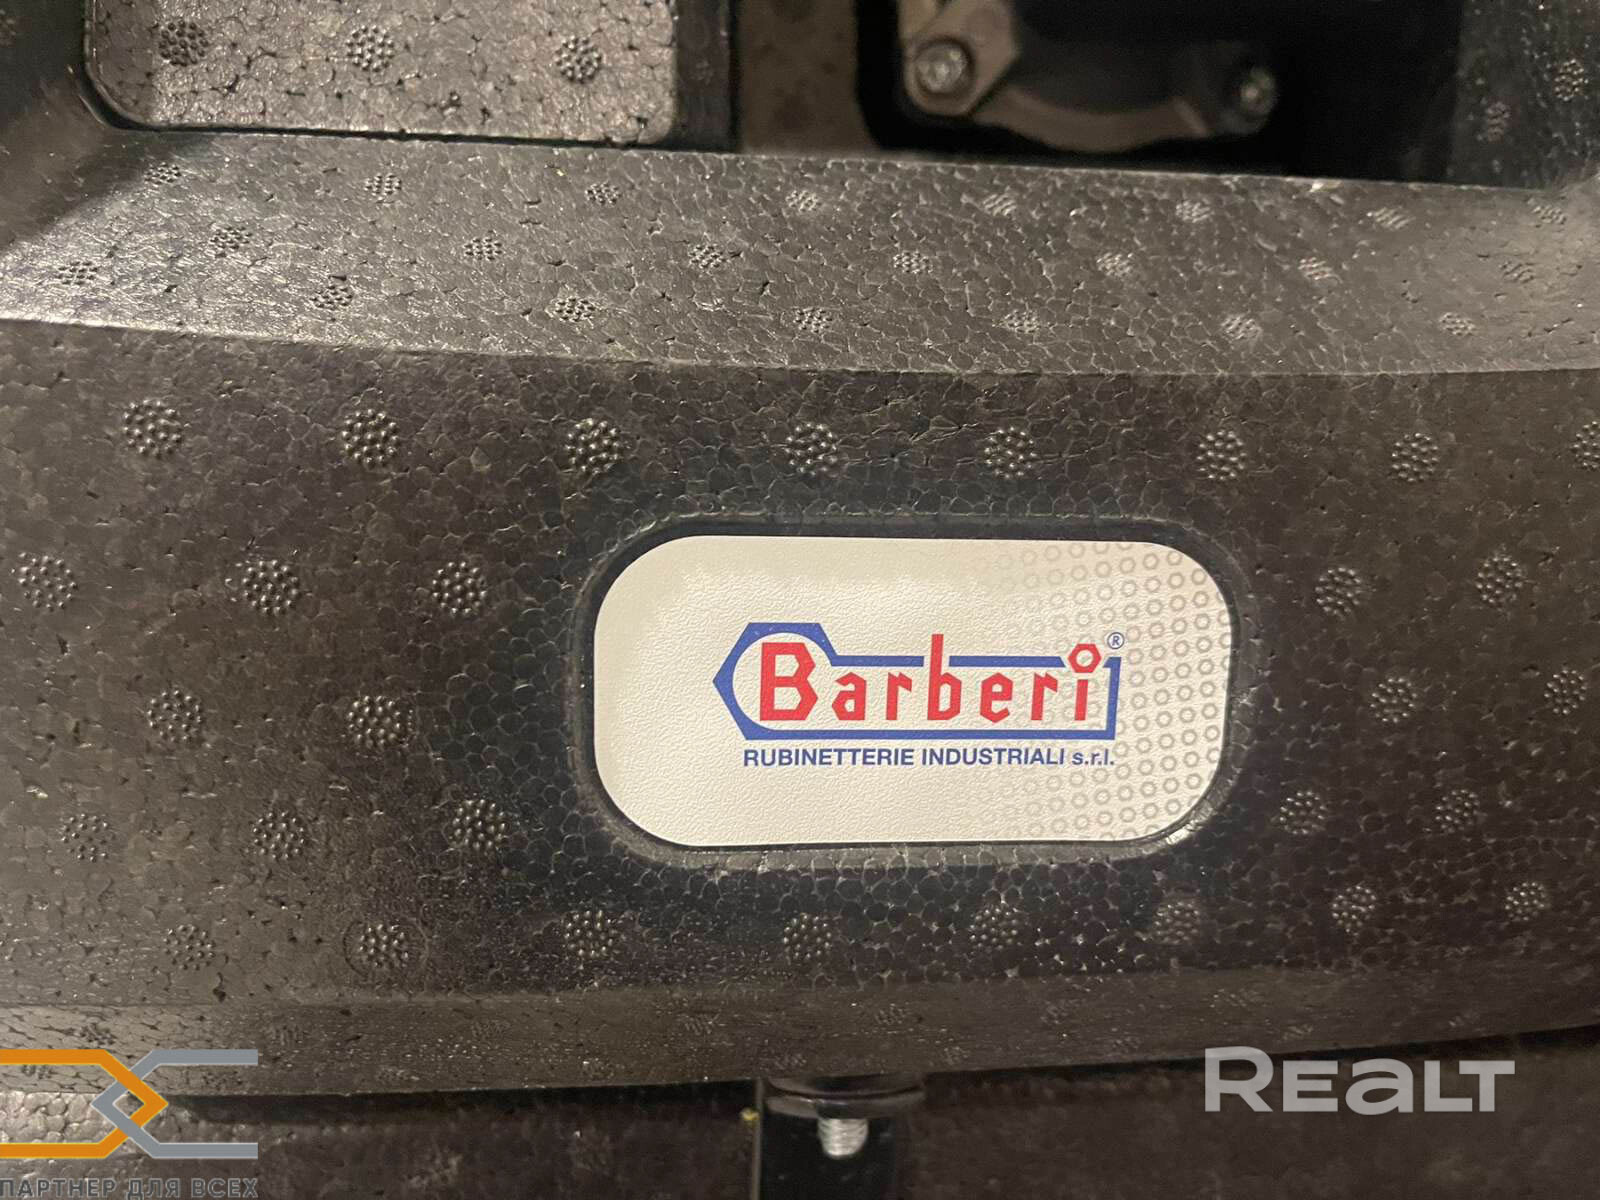 Barberi®
RUBINETTERIE INDUSTRIALI s.r.l.
REALT
ПАРТНЕР ДЛЯ ВСЕХ